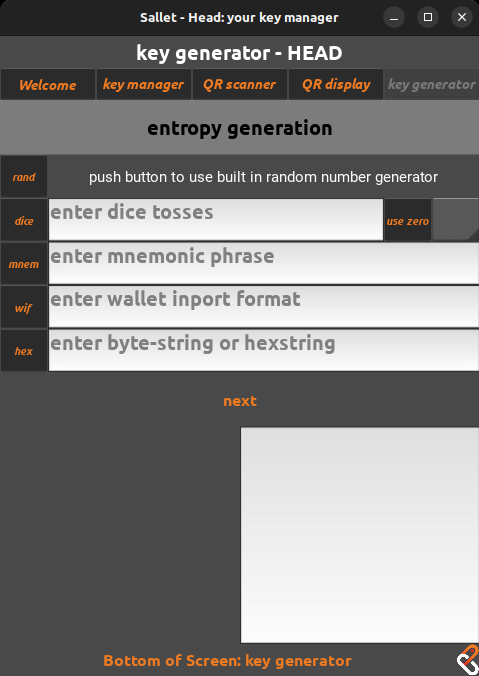 Sallet - Head: your key manager
key generator - HEAD
Welcome key manager QR scanner QR display key generator
entropy generation
rand push button to use built in random number generator
dice enter dice tosses use zero
mnem enter mnemonic phrase
wif enter wallet inport format
hex enter byte-string or hexstring
next
Bottom of Screen: key generator